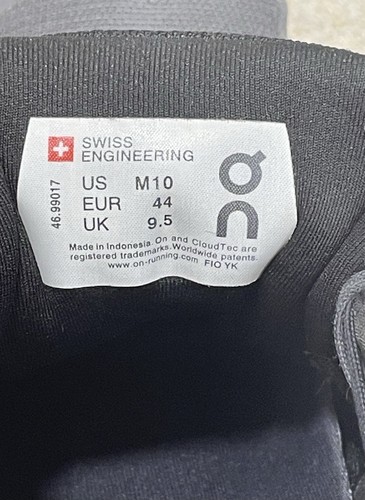 SWISS
ENGINEERING
US M10
EUR 44
UK 9.5
46.99017
Made in Indonesia. On and CloudTec are
registered trademarks. Worldwide patents.
www.on-running.com FIO YK